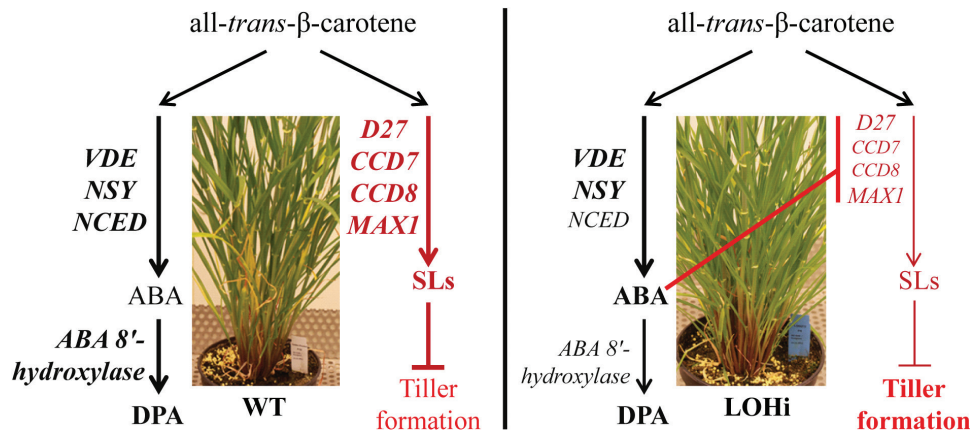 all-trans-β-carotene
VDE
NSY
NCED
ABA
ABA 8'-
hydroxylase
DPA
WT
D27
CCD7
CCD8
MAX1
SLs
Tiller
formation
all-trans-β-carotene
VDE
NSY
NCED
ABA
ABA 8'-
hydroxylase
DPA
LOHi
D27
CCD7
CCD8
MAX1
SLs
Tiller
formation